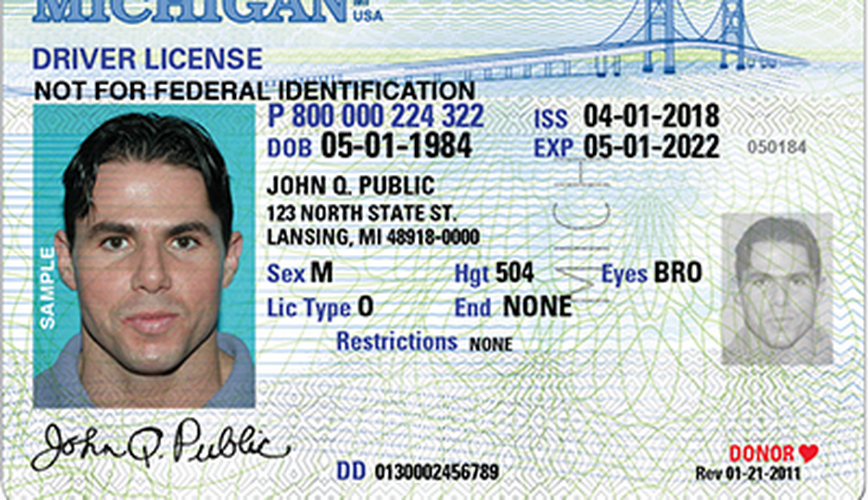 MICHIGAN MI
USA
DRIVER LICENSE
NOT FOR FEDERAL IDENTIFICATION
P 800 000 224 322 ISS 04-01-2018
DOB 05-01-1984 EXP 05-01-2022 050184
JOHN Q. PUBLIC
123 NORTH STATE ST.
LANSING, MI 48918-0000
Sex M Hgt 504 Eyes BRO
Lic Type O End NONE
Restrictions NONE
SAMPLE
MICH
John Q. Public
DD 0130002456789
DONOR
Rev 01-21-2011